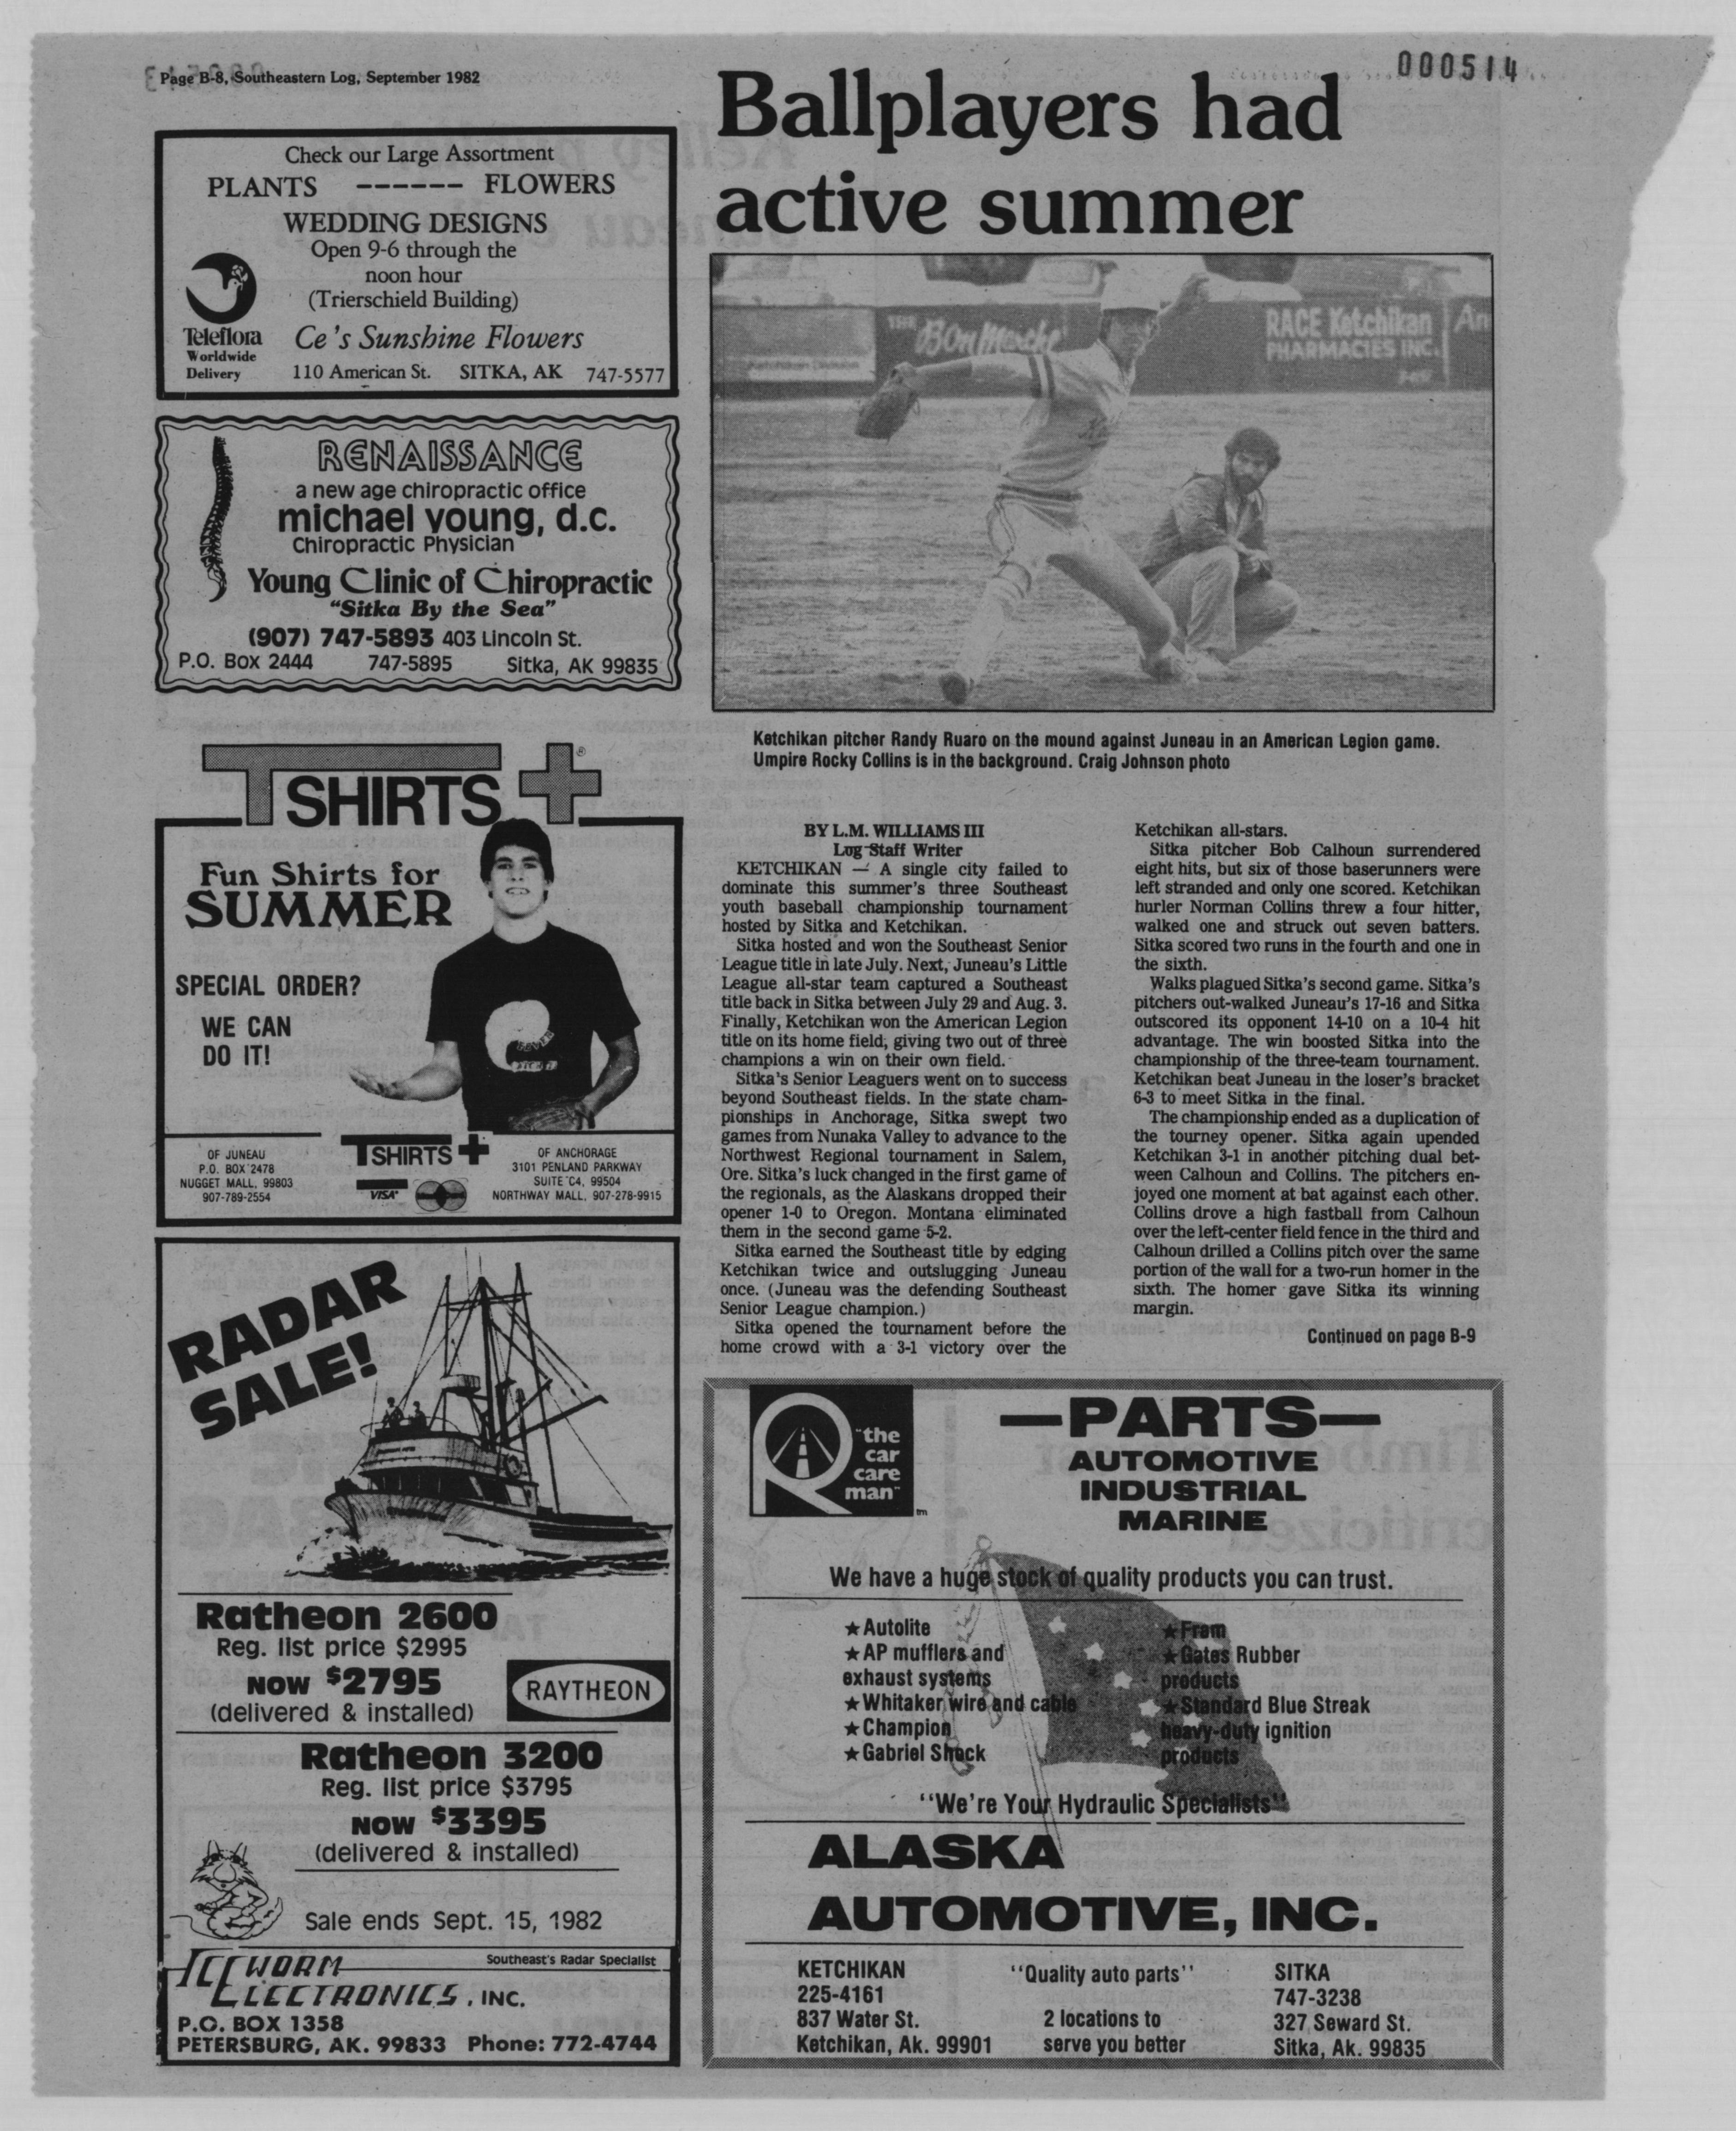 Page B-8, Southeastern Log, September 1982
000514
Check our Large Assortment
PLANTS ------ FLOWERS
WEDDING DESIGNS
Open 9-6 through the
noon hour
(Trierschield Building)
Teleflora
Worldwide
Delivery
Ce's Sunshine Flowers
110 American St. SITKA, AK 747-5577
RENAISSANCE
a new age chiropractic office
michael young, d.c.
Chiropractic Physician
Young Clinic of Chiropractic
"Sitka By the Sea"
(907) 747-5893 403 Lincoln St.
P.O. Box 2444 747-5895 Sitka, AK 99835
TSHIRTS+
®
Fun Shirts for
SUMMER
SPECIAL ORDER?
WE CAN
DO IT!
OF JUNEAU
P.O. BOX 2478
NUGGET MALL, 99803
907-789-2554
TSHIRTS+
VISA
OF ANCHORAGE
3101 PENLAND PARKWAY
SUITE C4, 99504
NORTHWAY MALL, 907-278-9915
RADAR
SALE!
Ratheon 2600
Reg. list price $2995
NOW $2795
(delivered & installed)
RAYTHEON
Ratheon 3200
Reg. list price $3795
NOW $3395
(delivered & installed)
Sale ends Sept. 15, 1982
Southeast's Radar Specialist
ICEWORM
ELECTRONICS, INC.
P.O. BOX 1358
PETERSBURG, AK. 99833 Phone: 772-4744
Ballplayers had
active summer
THE Bon Marche
RACE Ketchikan
PHARMACIES INC.
An
Ketchikan pitcher Randy Ruaro on the mound against Juneau in an American Legion game.
Umpire Rocky Collins is in the background. Craig Johnson photo
BY L.M. WILLIAMS III
Log Staff Writer
KETCHIKAN — A single city failed to
dominate this summer's three Southeast
youth baseball championship tournament
hosted by Sitka and Ketchikan.
Sitka hosted and won the Southeast Senior
League title in late July. Next, Juneau's Little
League all-star team captured a Southeast
title back in Sitka between July 29 and Aug. 3.
Finally, Ketchikan won the American Legion
title on its home field, giving two out of three
champions a win on their own field.
Sitka's Senior Leaguers went on to success
beyond Southeast fields. In the state cham-
pionships in Anchorage, Sitka swept two
games from Nunaka Valley to advance to the
Northwest Regional tournament in Salem,
Ore. Sitka's luck changed in the first game of
the regionals, as the Alaskans dropped their
opener 1-0 to Oregon. Montana eliminated
them in the second game 5-2.
Sitka earned the Southeast title by edging
Ketchikan twice and outslugging Juneau
once. (Juneau was the defending Southeast
Senior League champion.)
Sitka opened the tournament before the
home crowd with a 3-1 victory over the
Ketchikan all-stars.
Sitka pitcher Bob Calhoun surrendered
eight hits, but six of those baserunners were
left stranded and only one scored. Ketchikan
hurler Norman Collins threw a four hitter,
walked one and struck out seven batters.
Sitka scored two runs in the fourth and one in
the sixth.
Walks plagued Sitka's second game. Sitka's
pitchers out-walked Juneau's 17-16 and Sitka
outscored its opponent 14-10 on a 10-4 hit
advantage. The win boosted Sitka into the
championship of the three-team tournament.
Ketchikan beat Juneau in the loser's bracket
6-3 to meet Sitka in the final.
The championship ended as a duplication of
the tourney opener. Sitka again upended
Ketchikan 3-1 in another pitching dual bet-
ween Calhoun and Collins. The pitchers en-
joyed one moment at bat against each other.
Collins drove a high fastball from Calhoun
over the left-center field fence in the third and
Calhoun drilled a Collins pitch over the same
portion of the wall for a two-run homer in the
sixth. The homer gave Sitka its winning
margin.
Continued on page B-9
"the
car
care
man"
tm
—PARTS—
AUTOMOTIVE
INDUSTRIAL
MARINE
We have a huge stock of quality products you can trust.
★Autolite
★AP mufflers and
exhaust systems
★Whitaker wire and cable
★Champion
★Gabriel Shock
★Fram
★Gates Rubber
products
★Standard Blue Streak
heavy-duty ignition
products
"We're Your Hydraulic Specialists"
ALASKA
AUTOMOTIVE, INC.
KETCHIKAN
225-4161
837 Water St.
Ketchikan, Ak. 99901
"Quality auto parts"
2 locations to
serve you better
SITKA
747-3238
327 Seward St.
Sitka, Ak. 99835